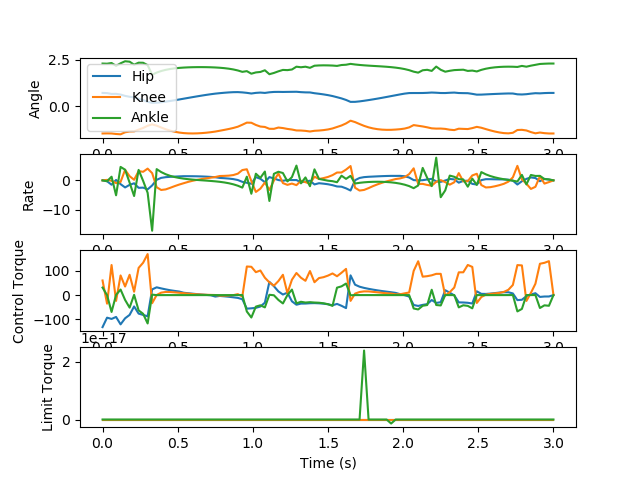 2.5
0.0
Angle
Hip
Knee
Ankle
0
−10
Rate
100
0
−100
Control Torque
1e−17
2
0
Limit Torque
0.0 0.5 1.0 1.5 2.0 2.5 3.0
Time (s)